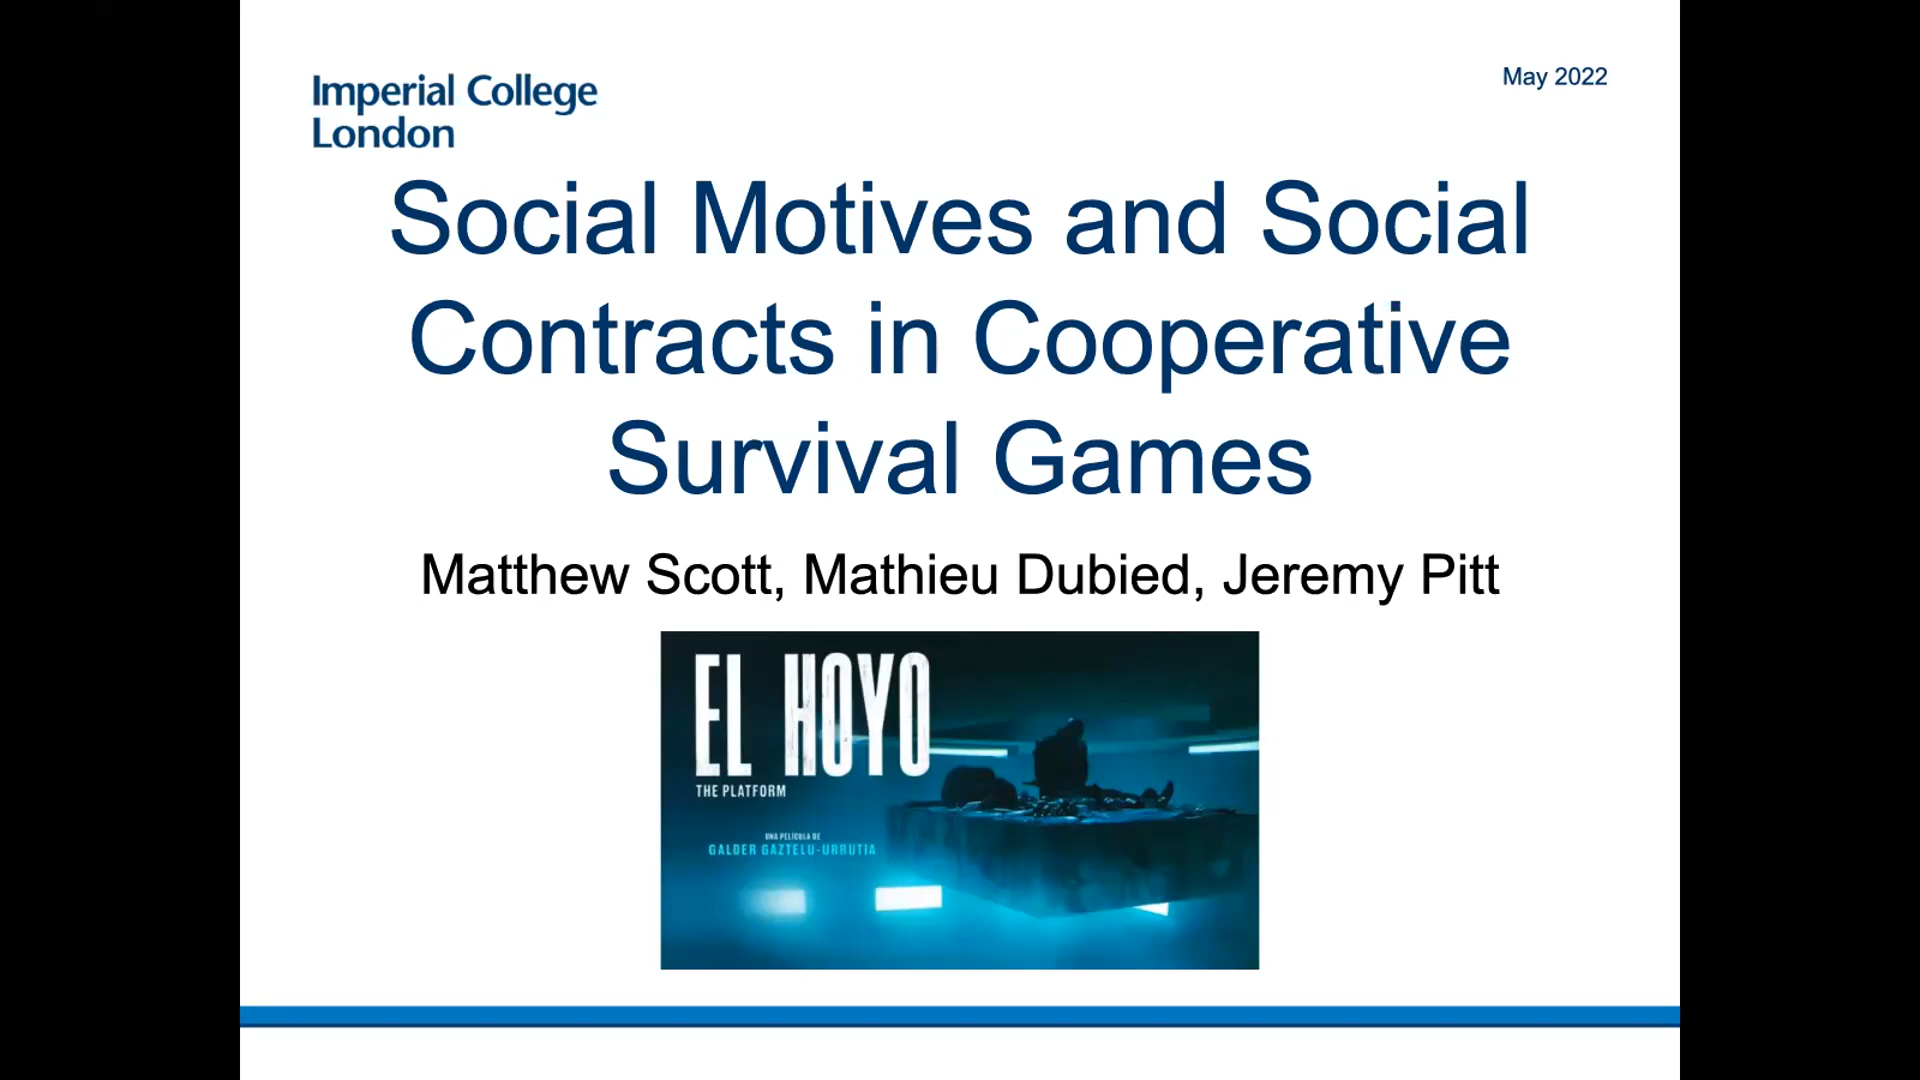 Imperial College
London
May 2022
Social Motives and Social
Contracts in Cooperative
Survival Games
Matthew Scott, Mathieu Dubied, Jeremy Pitt
EL HOYO
THE PLATFORM
UNA PELÍCULA DE
GALDER GAZTELU-URRUTIA